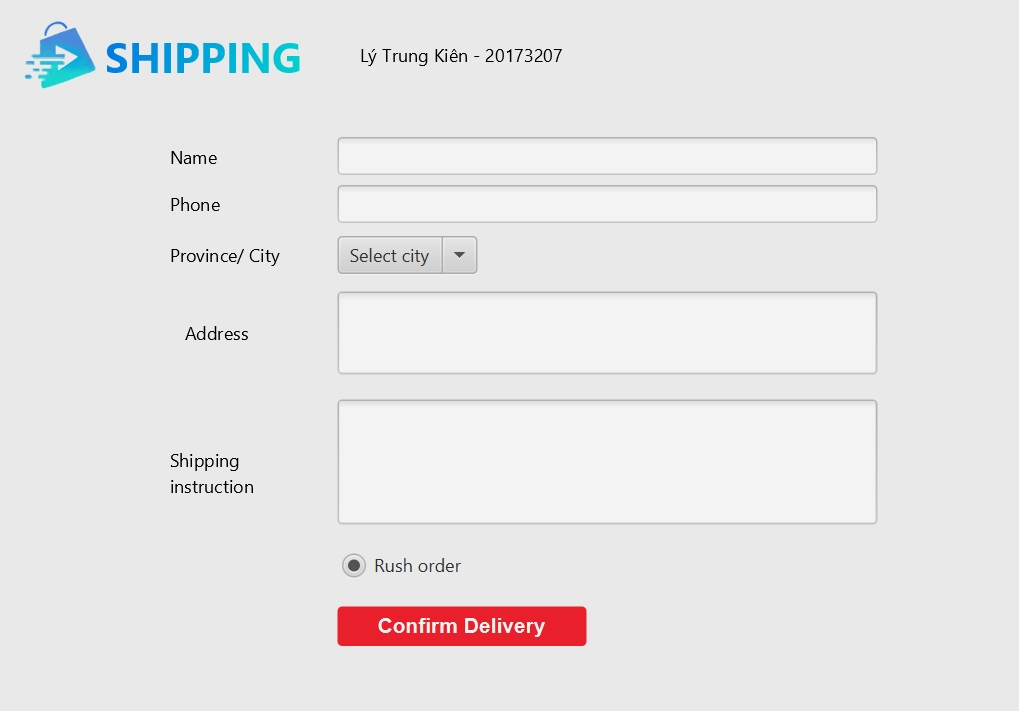 SHIPPING
Lý Trung Kiên - 20173207
Name
Phone
Province/ City
Select city
Address
Shipping
instruction
Rush order
Confirm Delivery